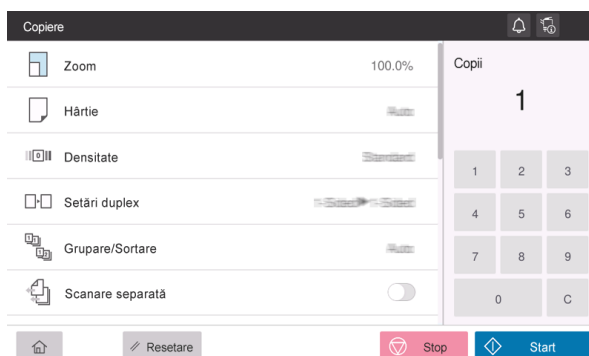 Copiere
Zoom 100.0%
Copii
1
Hârtie
Densitate
Setări duplex
Grupare/Sortare
Scanare separată
1 2 3
4 5 6
7 8 9
0 C
Resetare
Stop
Start